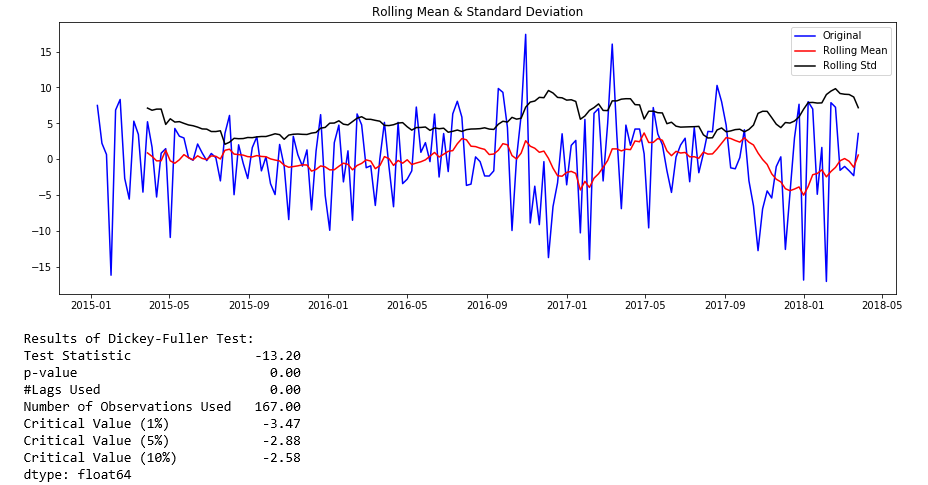 Rolling Mean & Standard Deviation
Original
Rolling Mean
Rolling Std
15
10
5
0
−5
−10
−15
2015-01 2015-05 2015-09 2016-01 2016-05 2016-09 2017-01 2017-05 2017-09 2018-01 2018-05
Results of Dickey-Fuller Test:
Test Statistic -13.20
p-value 0.00
#Lags Used 0.00
Number of Observations Used 167.00
Critical Value (1%) -3.47
Critical Value (5%) -2.88
Critical Value (10%) -2.58
dtype: float64